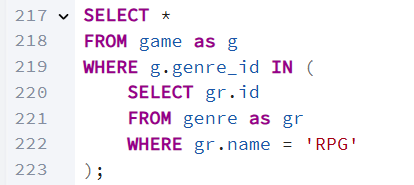 217 SELECT *
218 FROM game as g
219 WHERE g.genre_id IN (
220     SELECT gr.id
221     FROM genre as gr
222     WHERE gr.name = 'RPG'
223 );